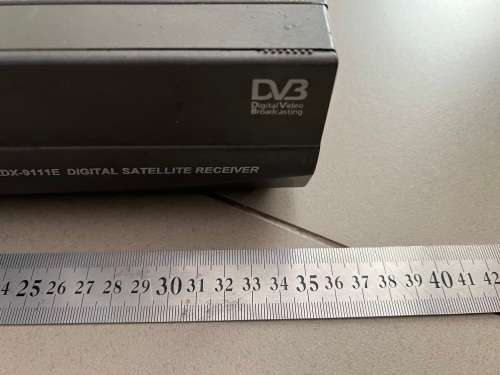 DVB
Digital Video
Broadcasting
DX-9111E DIGITAL SATELLITE RECEIVER
4 25 26 27 28 29 30 31 32 33 34 35 36 37 38 39 40 41 42